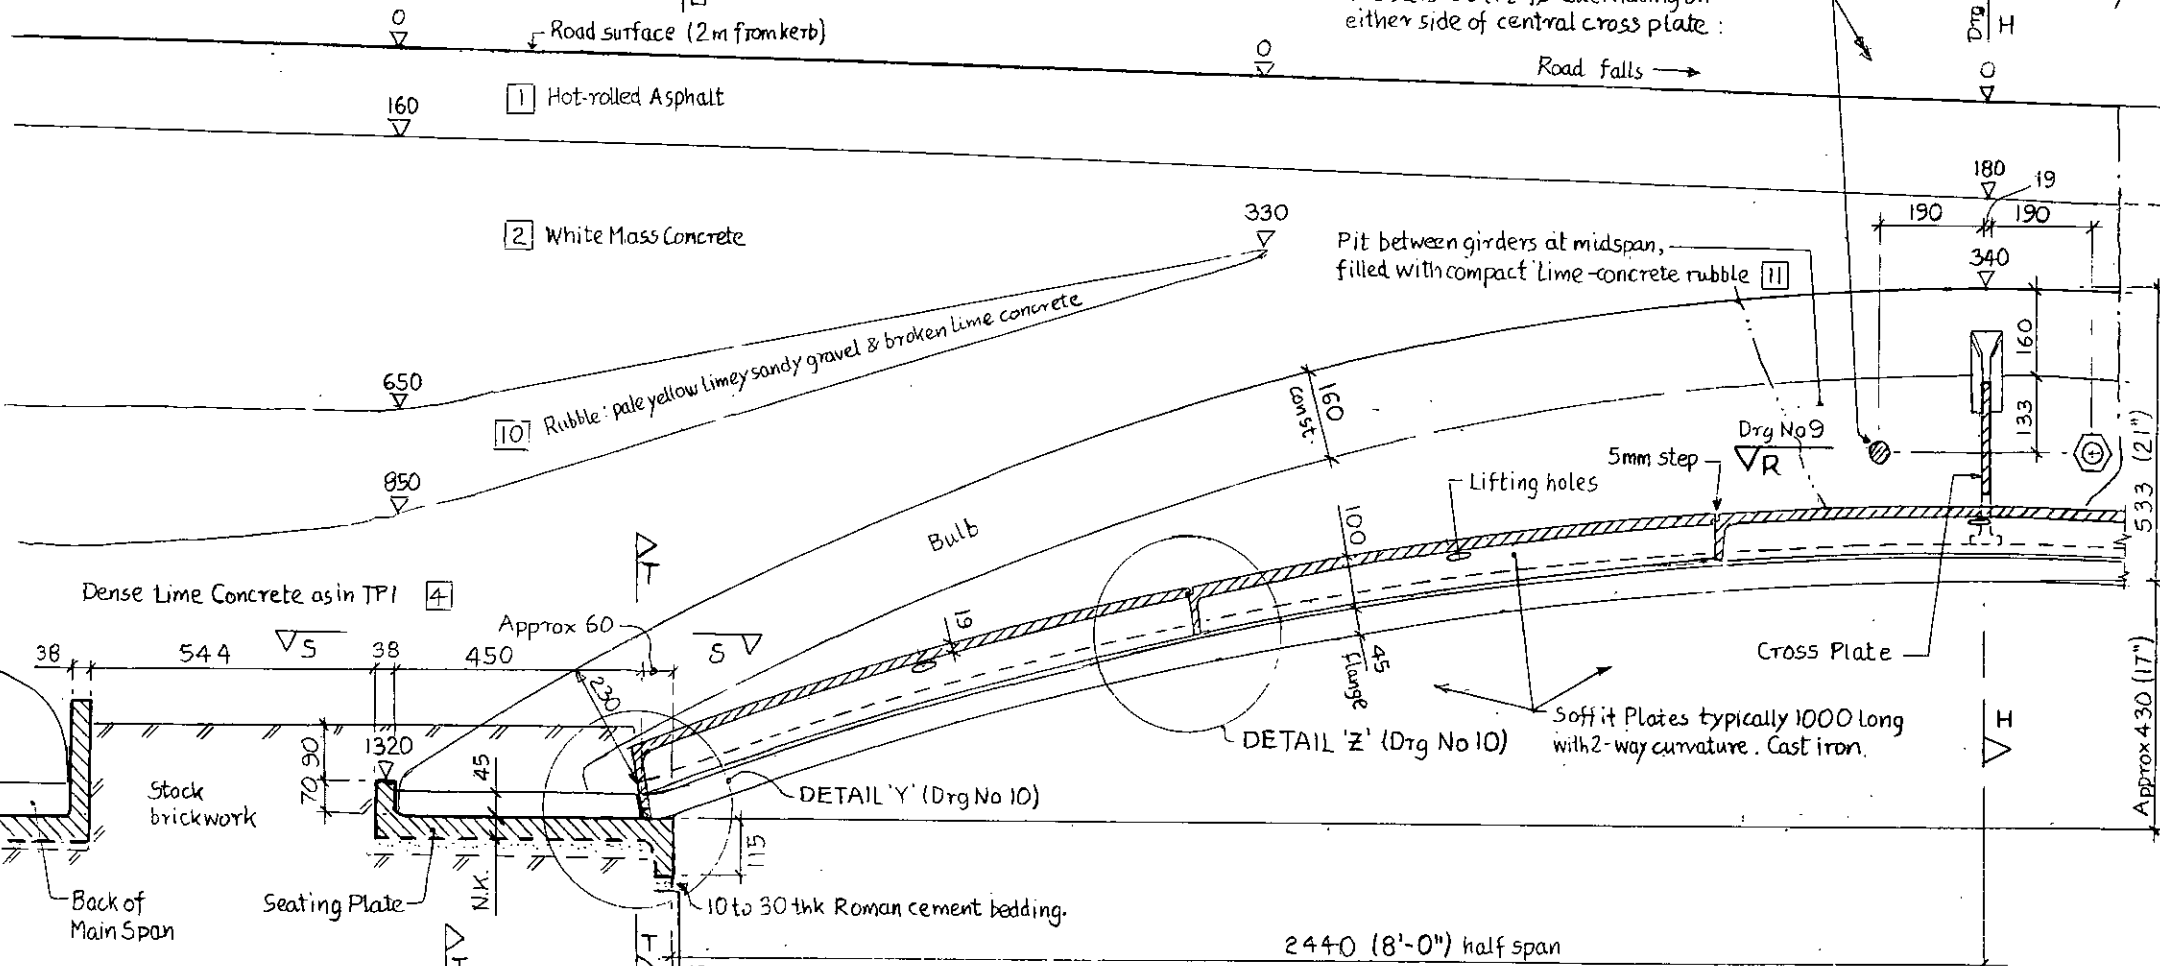 either side of central cross plate :
Drg
H
0
Road surface (2m from kerb)
0
Road falls
0
1 Hot-rolled Asphalt
160
180
19
190
190
2 White Mass Concrete
330
Pit between girders at midspan,
filled with compact lime-concrete rubble 11
340
10 Rubble: pale yellow limey sandy gravel & broken lime concrete
650
160
const.
160
133
533 (21")
850
Drg No 9
R
5mm step
Lifting holes
Bulb
100
T
Dense Lime Concrete as in TP1 4
Approx 60
S
S
19
38
544
38
450
230
45
flange
Cross Plate
Approx 430 (17")
Soffit Plates typically 1000 long
with 2-way curvature. Cast iron.
H
DETAIL 'Z' (Drg No 10)
90
70
1320
45
Stock
brickwork
DETAIL 'Y' (Drg No 10)
115
Back of
Main Span
Seating Plate
N.K.
10 to 30 thk Roman cement bedding.
T
T
2440 (8'-0") half span